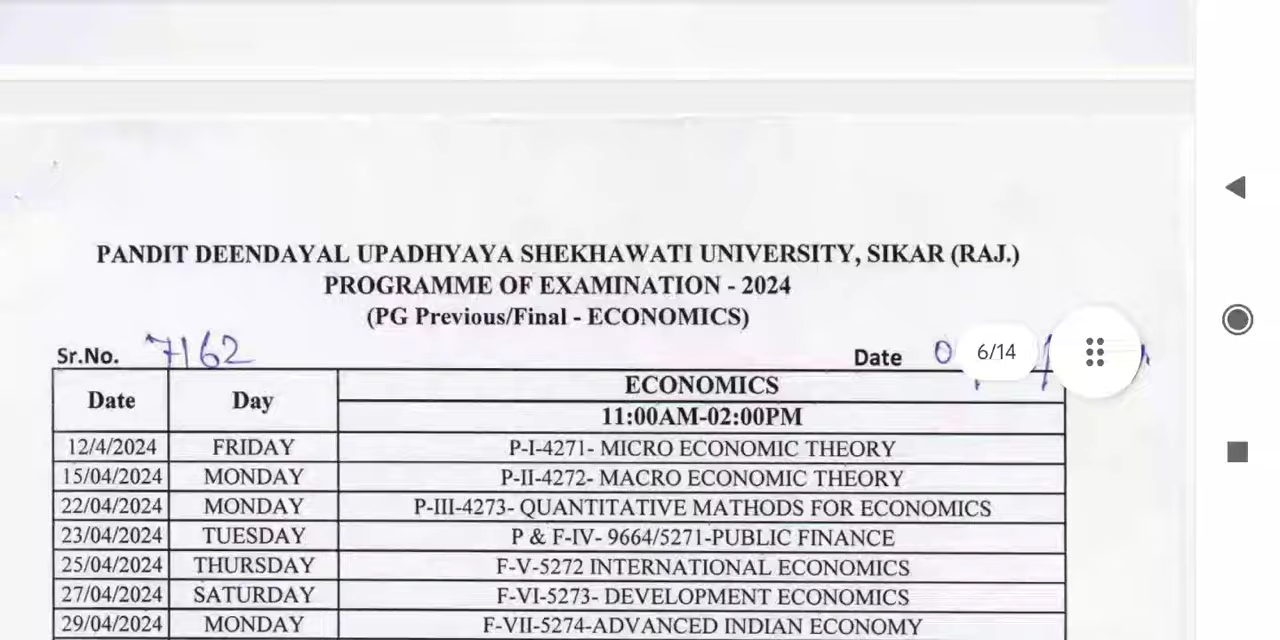 PANDIT DEENDAYAL UPADHYAYA SHEKHAWATI UNIVERSITY, SIKAR (RAJ.)
PROGRAMME OF EXAMINATION - 2024
(PG Previous/Final - ECONOMICS)
Sr.No. 7162 Date
6/14
Date Day ECONOMICS
11:00AM-02:00PM
12/4/2024 FRIDAY P-I-4271- MICRO ECONOMIC THEORY
15/04/2024 MONDAY P-II-4272- MACRO ECONOMIC THEORY
22/04/2024 MONDAY P-III-4273- QUANTITATIVE MATHODS FOR ECONOMICS
23/04/2024 TUESDAY P & F-IV- 9664/5271-PUBLIC FINANCE
25/04/2024 THURSDAY F-V-5272 INTERNATIONAL ECONOMICS
27/04/2024 SATURDAY F-VI-5273- DEVELOPMENT ECONOMICS
29/04/2024 MONDAY F-VII-5274-ADVANCED INDIAN ECONOMY